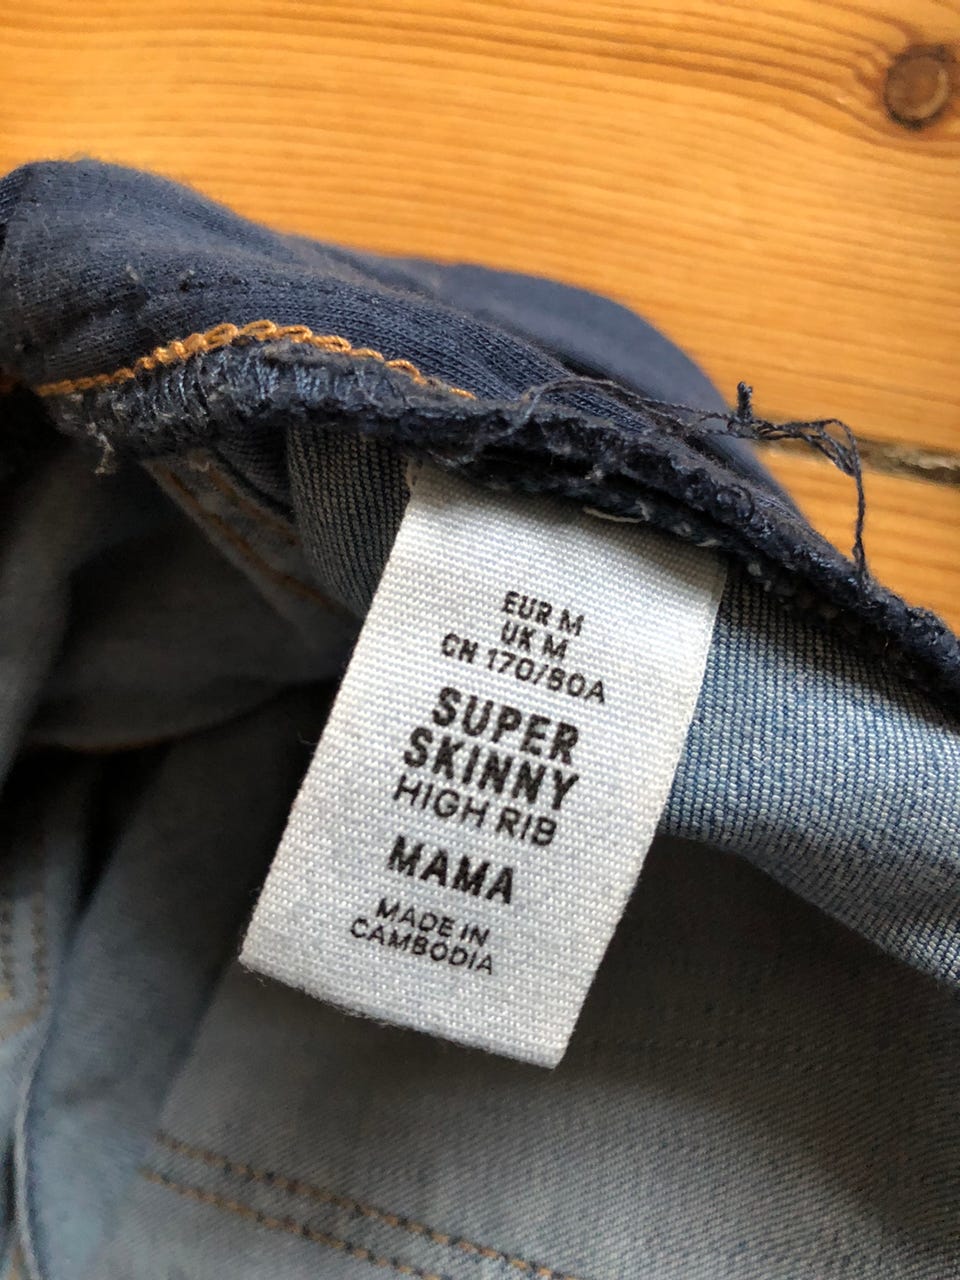 EUR M
UK M
CN 170/80A
SUPER
SKINNY
HIGH RIB
MAMA
MADE IN
CAMBODIA